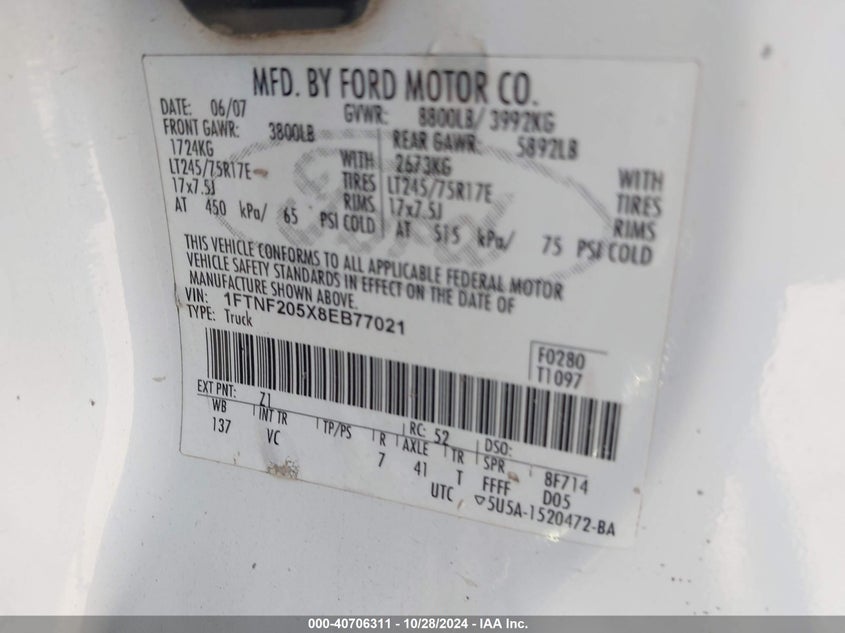 MFD. BY FORD MOTOR CO.
DATE: 06/07 GVWR: 8800LB/ 3992KG
FRONT GAWR: 3800LB REAR GAWR: 5892LB
1724KG WITH 2673KG WITH
LT245/75R17E TIRES LT245/75R17E TIRES
17x7.5J RIMS 17x7.5J RIMS
AT 450 kPa/ 65 PSI COLD AT 515 kPa/ 75 PSI COLD
THIS VEHICLE CONFORMS TO ALL APPLICABLE FEDERAL MOTOR
VEHICLE SAFETY STANDARDS IN EFFECT ON THE DATE OF
MANUFACTURE SHOWN ABOVE.
VIN: 1FTNF205X8EB77021
TYPE: Truck
F0280
T1097
EXT PNT: Z1 RC: 52 DSO:
WB INT TR TP/PS R AXLE TR SPR 8F714
137 VC 7 41 T FFFF D05
UTC ▽5U5A-1520472-BA
000-40706311 - 10/28/2024 - IAA Inc.